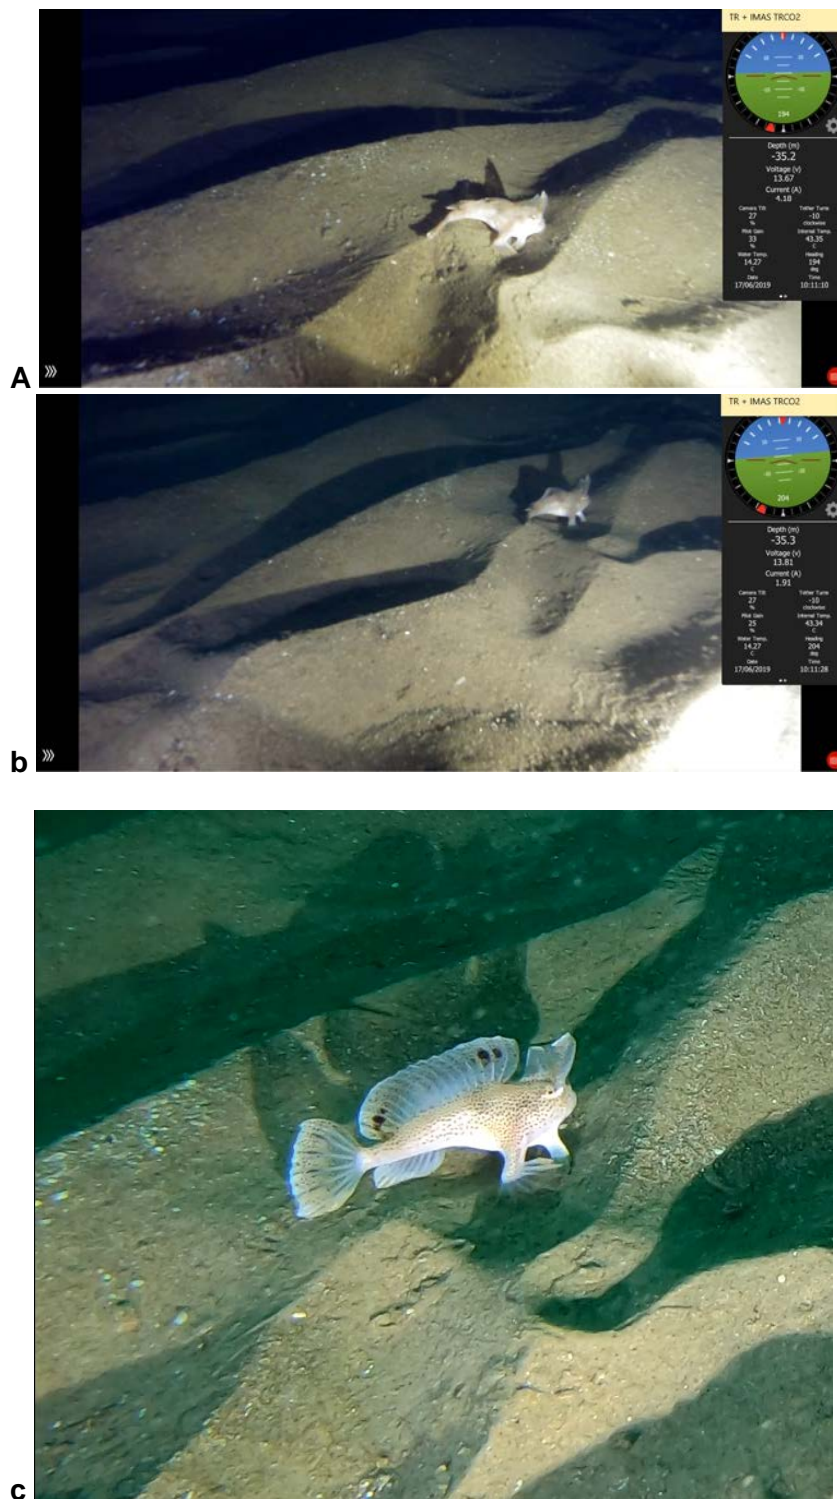 TR + IMAS TRCO2
194
Depth (m)
-35.2
Voltage (v)
13.67
Current (A)
4.18
Camera Tilt Tether Turns
27 -10
% clockwise
Pilot Gain Internal Temp.
33 43.35
% C
Water Temp. Heading
14.27 194
C deg
Date Time
17/06/2019 10:11:10
A
TR + IMAS TRCO2
204
Depth (m)
-35.3
Voltage (v)
13.81
Current (A)
1.91
Camera Tilt Tether Turns
27 -10
% clockwise
Pilot Gain Internal Temp.
25 43.34
% C
Water Temp. Heading
14.27 204
C deg
Date Time
17/06/2019 10:11:28
b
c